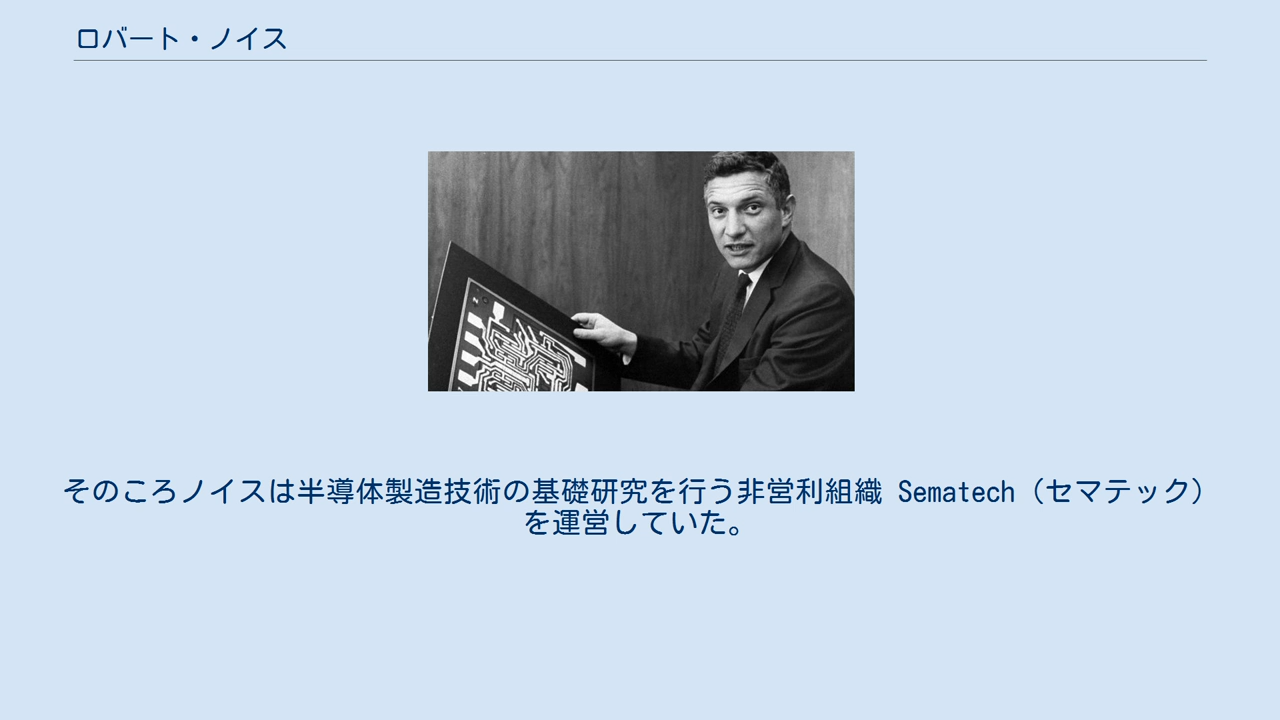 ロバート・ノイス
そのころノイスは半導体製造技術の基礎研究を行う非営利組織 Sematech（セマテック）
を運営していた。